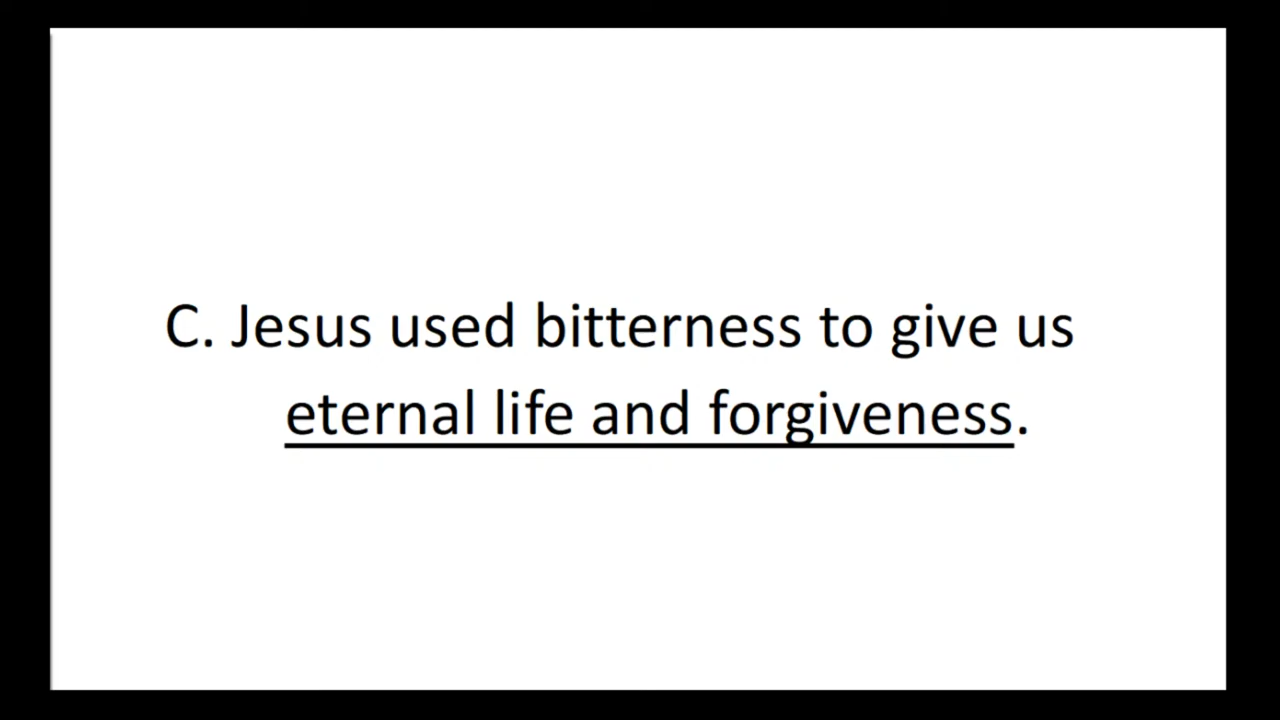 C. Jesus used bitterness to give us
eternal life and forgiveness.